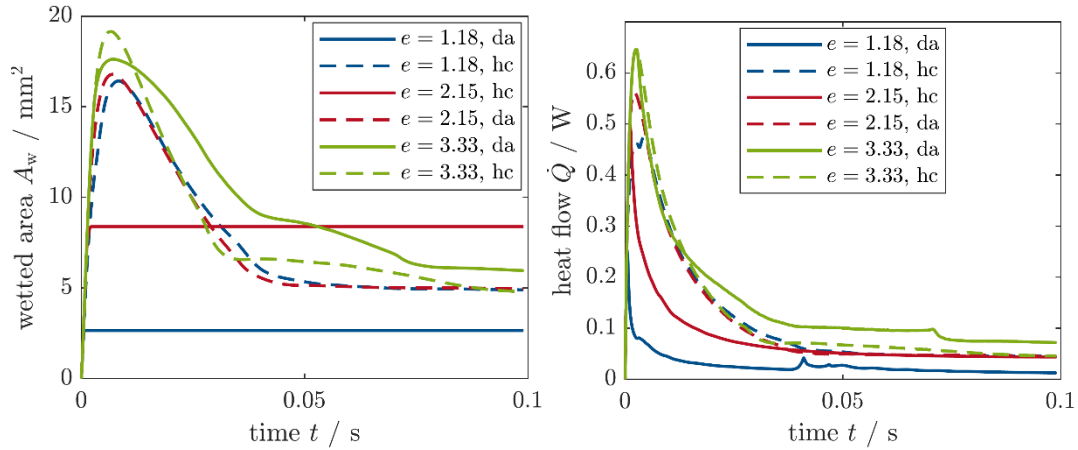 wetted area A_w / mm²
20
15
10
5
0
0
0.05
0.1
time t / s
e = 1.18, da
e = 1.18, hc
e = 2.15, hc
e = 2.15, da
e = 3.33, da
e = 3.33, hc
heat flow Q̇ / W
0.6
0.5
0.4
0.3
0.2
0.1
0
0
0.05
0.1
time t / s
e = 1.18, da
e = 1.18, hc
e = 2.15, hc
e = 2.15, da
e = 3.33, da
e = 3.33, hc